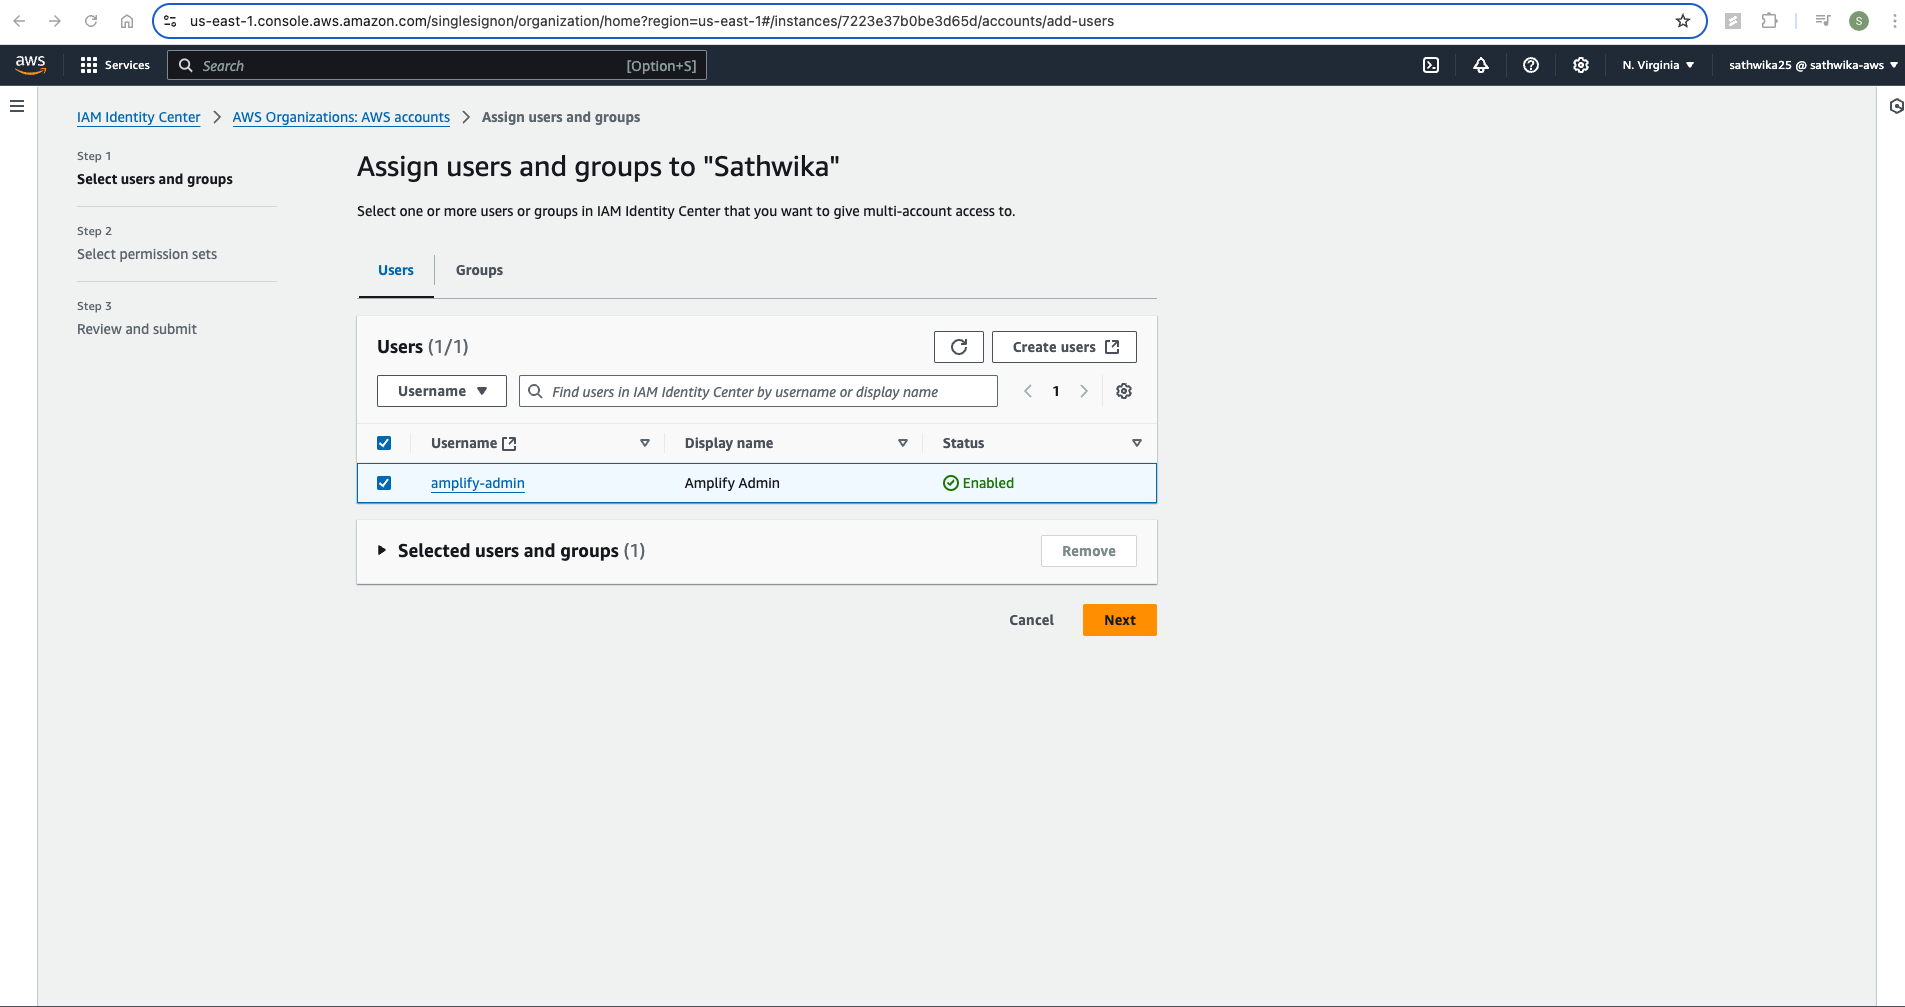 us-east-1.console.aws.amazon.com/singlesignon/organization/home?region=us-east-1#/instances/7223e37b0be3d65d/accounts/add-users
S
aws
Services
Search
[Option+S]
N. Virginia
sathwika25 @ sathwika-aws
IAM Identity Center
AWS Organizations: AWS accounts
Assign users and groups
Step 1
Select users and groups
Step 2
Select permission sets
Step 3
Review and submit
Assign users and groups to "Sathwika"
Select one or more users or groups in IAM Identity Center that you want to give multi-account access to.
Users
Groups
Users (1/1)
Create users
Username
Find users in IAM Identity Center by username or display name
1
Username
Display name
Status
amplify-admin
Amplify Admin
Enabled
Selected users and groups (1)
Remove
Cancel
Next